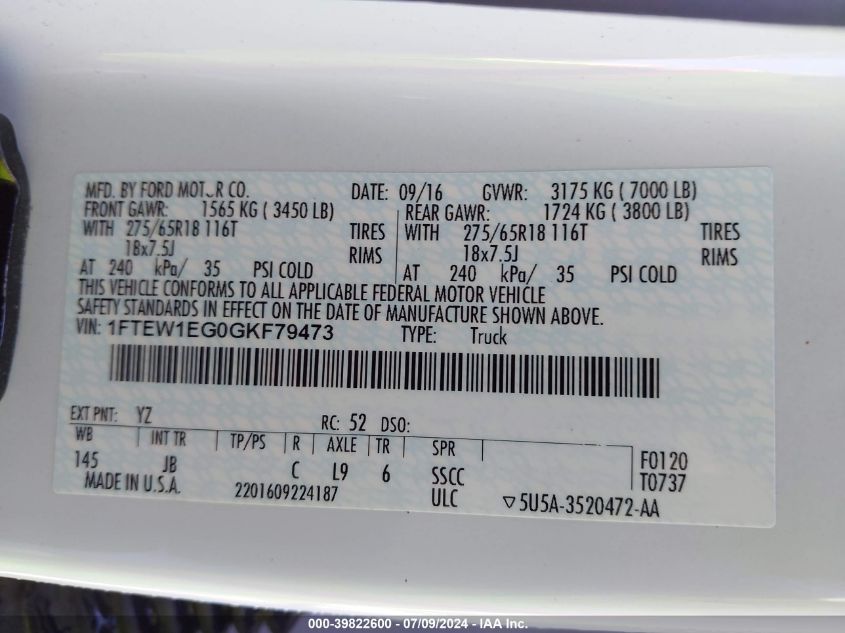 MFD. BY FORD MOTOR CO. DATE: 09/16 GVWR: 3175 KG ( 7000 LB)
FRONT GAWR: 1565 KG ( 3450 LB) REAR GAWR: 1724 KG ( 3800 LB)
WITH 275/65R18 116T TIRES WITH 275/65R18 116T TIRES
18x7.5J RIMS 18x7.5J RIMS
AT 240 kPa/ 35 PSI COLD AT 240 kPa/ 35 PSI COLD
THIS VEHICLE CONFORMS TO ALL APPLICABLE FEDERAL MOTOR VEHICLE
SAFETY STANDARDS IN EFFECT ON THE DATE OF MANUFACTURE SHOWN ABOVE.
VIN: 1FTEW1EG0GKF79473 TYPE: Truck
EXT PNT: YZ RC: 52 DSO:
WB INT TR TP/PS R AXLE TR SPR
145 JB C L9 6 SSCC F0120
MADE IN U.S.A. 2201609224187 ULC T0737
▽5U5A-3520472-AA
000-39822600 - 07/09/2024 - IAA Inc.